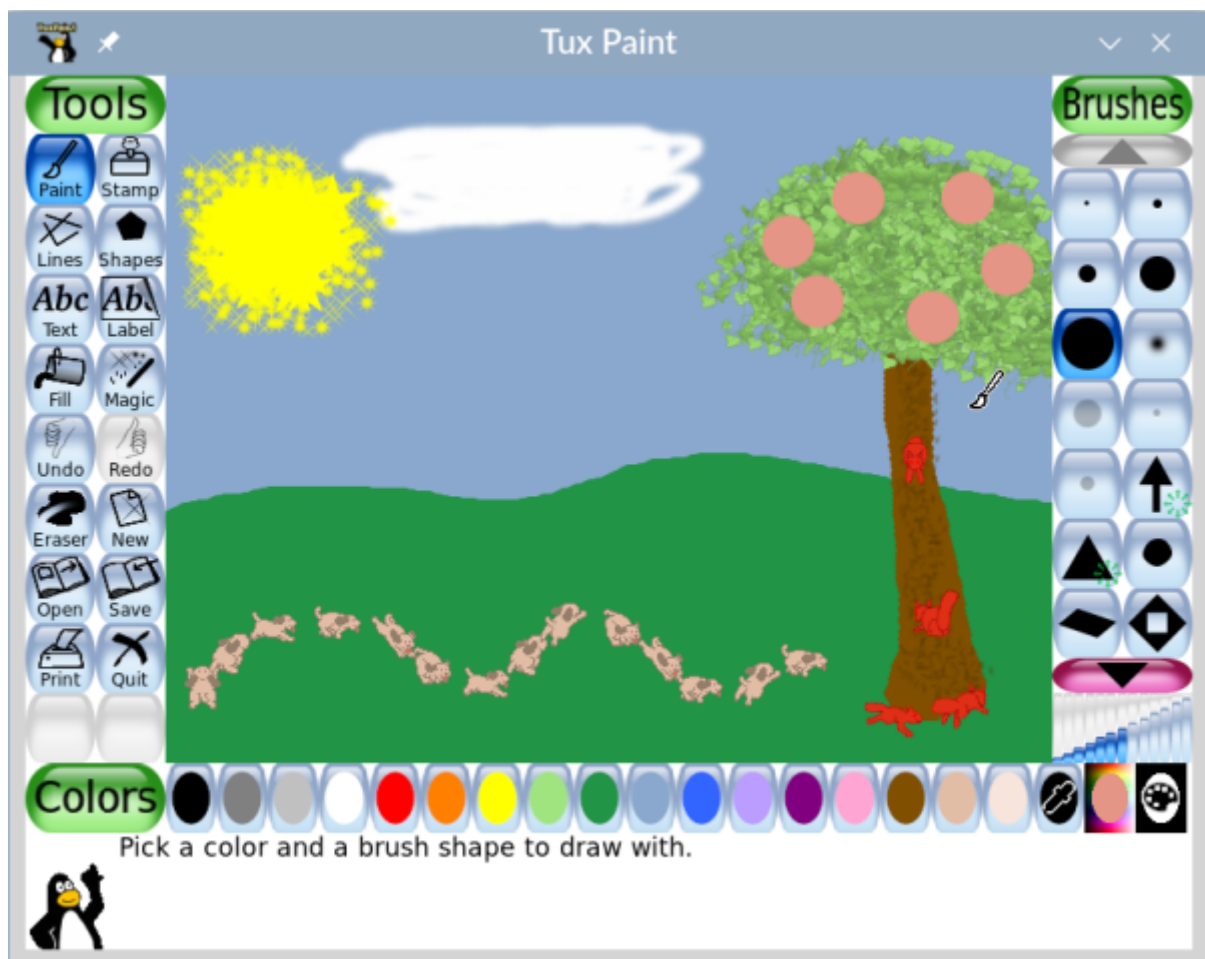 Tux Paint
Tools
Brushes
Paint
Stamp
Lines
Shapes
Abc
Abc
Text
Label
Fill
Magic
Undo
Redo
Eraser
New
Open
Save
Print
Quit
Colors
Pick a color and a brush shape to draw with.